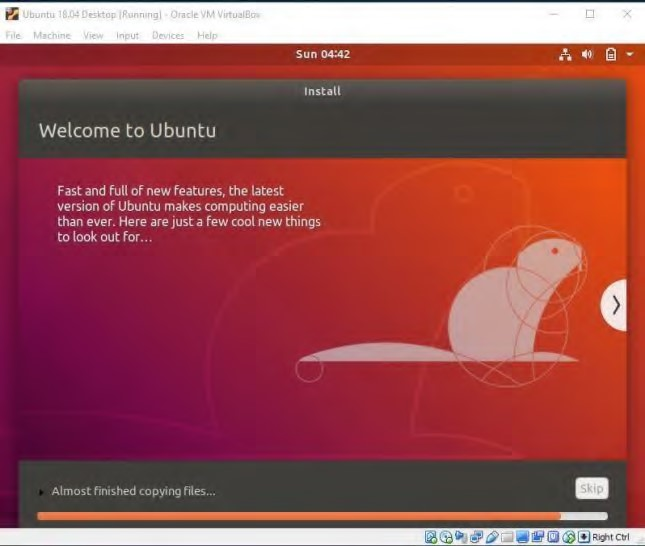 Ubuntu 18.04 Desktop [Running] - Oracle VM VirtualBox
File Machine View Input Devices Help
Sun 04:42
Install
Welcome to Ubuntu
Fast and full of new features, the latest
version of Ubuntu makes computing easier
than ever. Here are just a few cool new things
to look out for…
Almost finished copying files...
Skip
Right Ctrl